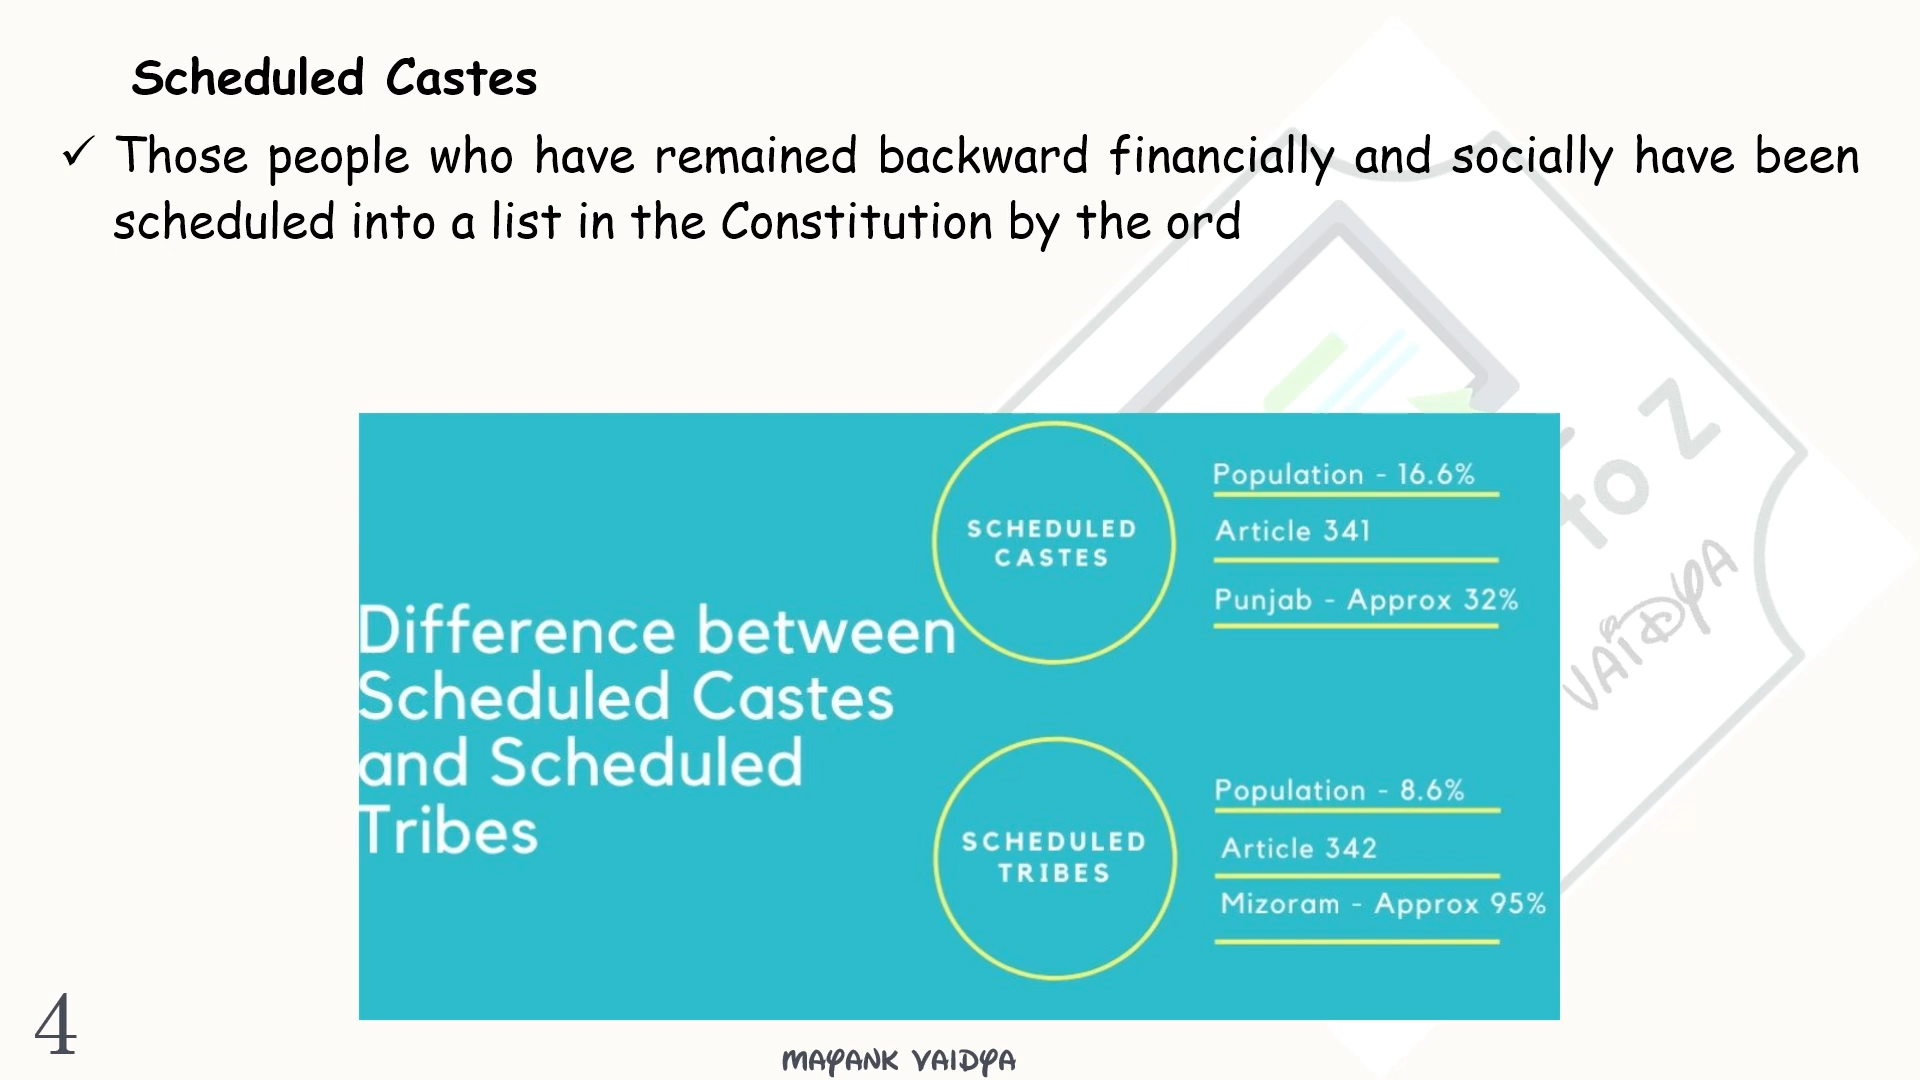 Scheduled Castes
✓ Those people who have remained backward financially and socially have been
scheduled into a list in the Constitution by the ord
Difference between
Scheduled Castes
and Scheduled
Tribes
SCHEDULED
CASTES
Population - 16.6%
Article 341
Punjab - Approx 32%
SCHEDULED
TRIBES
Population - 8.6%
Article 342
Mizoram - Approx 95%
to Z
VAIDYA
4
MAYANK VAIDYA